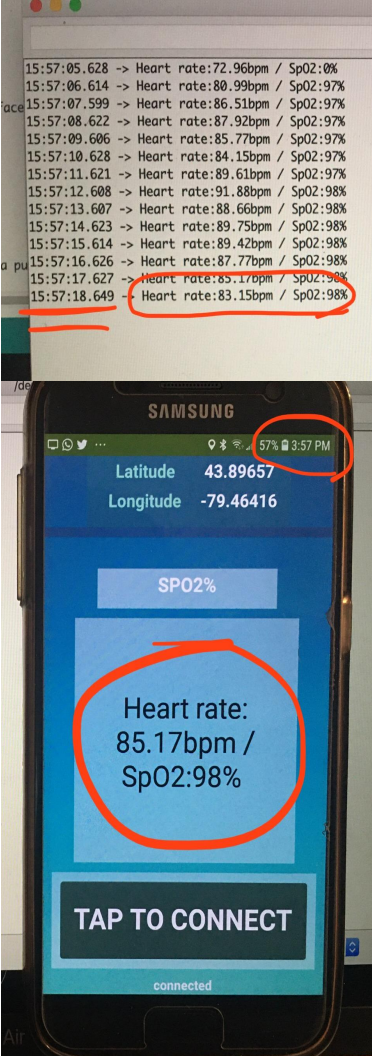 face
15:57:05.628 -> Heart rate:72.96bpm / SpO2:0%
15:57:06.614 -> Heart rate:80.99bpm / SpO2:97%
15:57:07.599 -> Heart rate:86.51bpm / SpO2:97%
15:57:08.622 -> Heart rate:87.92bpm / SpO2:97%
15:57:09.606 -> Heart rate:85.77bpm / SpO2:97%
15:57:10.628 -> Heart rate:84.15bpm / SpO2:97%
15:57:11.621 -> Heart rate:89.61bpm / SpO2:97%
15:57:12.608 -> Heart rate:91.88bpm / SpO2:98%
15:57:13.607 -> Heart rate:88.66bpm / SpO2:98%
15:57:14.623 -> Heart rate:89.75bpm / SpO2:98%
15:57:15.614 -> Heart rate:89.42bpm / SpO2:98%
15:57:16.626 -> Heart rate:87.77bpm / SpO2:98%
a pu
15:57:17.627 -> Heart rate:85.17bpm / SpO2:98%
15:57:18.649 -> Heart rate:83.15bpm / SpO2:98%
/de
SAMSUNG
57% 3:57 PM
Latitude 43.89657
Longitude -79.46416
SPO2%
Heart rate:
85.17bpm /
SpO2:98%
TAP TO CONNECT
connected
Air